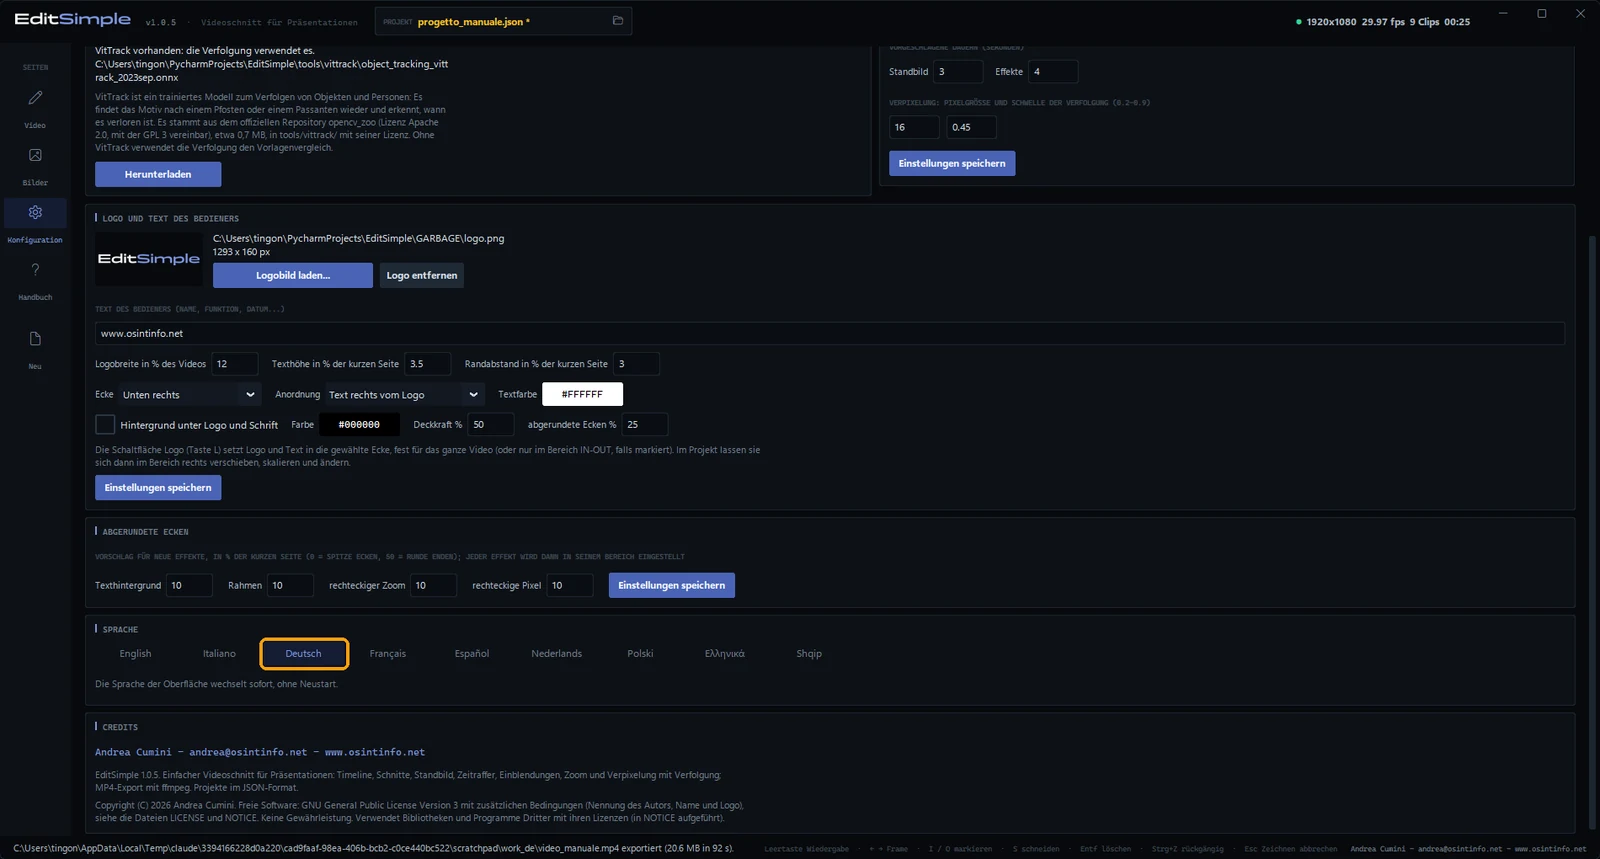 EditSimple v1.0.5 · Videoschnitt für Präsentationen
PROJEKT progetto_manuale.json *
1920x1080 29.97 fps 9 Clips 00:25
SEITEN
Video
Bilder
Konfiguration
?
Handbuch
Neu
VitTrack vorhanden: die Verfolgung verwendet es.
C:\Users\tingon\PycharmProjects\EditSimple\tools\vittrack\object_tracking_vitt
rack_2023sep.onnx
VitTrack ist ein trainiertes Modell zum Verfolgen von Objekten und Personen: Es
findet das Motiv nach einem Pfosten oder einem Passanten wieder und erkennt, wann
es verloren ist. Es stammt aus dem offiziellen Repository opencv_zoo (Lizenz Apache
2.0, mit der GPL 3 vereinbar), etwa 0,7 MB, in tools/vittrack/ mit seiner Lizenz. Ohne
VitTrack verwendet die Verfolgung den Vorlagenvergleich.
Herunterladen
VORGESCHLAGENE DAUERN (SEKUNDEN)
Standbild 3 Effekte 4
VERPIXELUNG: PIXELGRÖSSE UND SCHWELLE DER VERFOLGUNG (0.2-0.9)
16 0.45
Einstellungen speichern
LOGO UND TEXT DES BEDIENERS
EditSimple
C:\Users\tingon\PycharmProjects\EditSimple\GARBAGE\logo.png
1293 x 160 px
Logobild laden... Logo entfernen
TEXT DES BEDIENERS (NAME, FUNKTION, DATUM...)
www.osintinfo.net
Logobreite in % des Videos 12 Texthöhe in % der kurzen Seite 3.5 Randabstand in % der kurzen Seite 3
Ecke Unten rechts Anordnung Text rechts vom Logo Textfarbe #FFFFFF
Hintergrund unter Logo und Schrift Farbe #000000 Deckkraft % 50 abgerundete Ecken % 25
Die Schaltfläche Logo (Taste L) setzt Logo und Text in die gewählte Ecke, fest für das ganze Video (oder nur im Bereich IN-OUT, falls markiert). Im Projekt lassen sie
sich dann im Bereich rechts verschieben, skalieren und ändern.
Einstellungen speichern
ABGERUNDETE ECKEN
VORSCHLAG FÜR NEUE EFFEKTE, IN % DER KURZEN SEITE (0 = SPITZE ECKEN, 50 = RUNDE ENDEN); JEDER EFFEKT WIRD DANN IN SEINEM BEREICH EINGESTELLT
Texthintergrund 10 Rahmen 10 rechteckiger Zoom 10 rechteckige Pixel 10 Einstellungen speichern
SPRACHE
English Italiano Deutsch Français Español Nederlands Polski Ελληνικά Shqip
Die Sprache der Oberfläche wechselt sofort, ohne Neustart.
CREDITS
Andrea Cumini – andrea@osintinfo.net – www.osintinfo.net
EditSimple 1.0.5. Einfacher Videoschnitt für Präsentationen: Timeline, Schnitte, Standbild, Zeitraffer, Einblendungen, Zoom und Verpixelung mit Verfolgung;
MP4-Export mit ffmpeg. Projekte im JSON-Format.
Copyright (C) 2026 Andrea Cumini. Freie Software: GNU General Public License Version 3 mit zusätzlichen Bedingungen (Nennung des Autors, Name und Logo),
siehe die Dateien LICENSE und NOTICE. Keine Gewährleistung. Verwendet Bibliotheken und Programme Dritter mit ihren Lizenzen (in NOTICE aufgeführt).
C:\Users\tingon\AppData\Local\Temp\claude\3394166228d0a220\cad9faaf-98ea-406b-bcb2-c0ce440bc522\scratchpad\work_de\video_manuale.mp4 exportiert (20.6 MB in 92 s).
Leertaste Wiedergabe · ← → Frame · I / O markieren · S schneiden · Entf löschen · Strg+Z rückgängig · Esc Zeichnen abbrechen Andrea Cumini – andrea@osintinfo.net – www.osintinfo.net